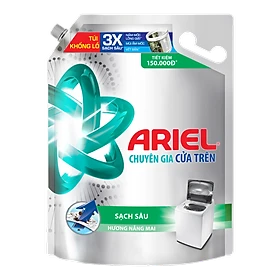 TÚI
KHỔNG LỒ
3X
SẠCH SÂU
TIẾT KIỆM
150.000Đ
ARIEL
CHUYÊN GIA CỬA TRÊN
SẠCH SÂU
HƯƠNG NẮNG MAI